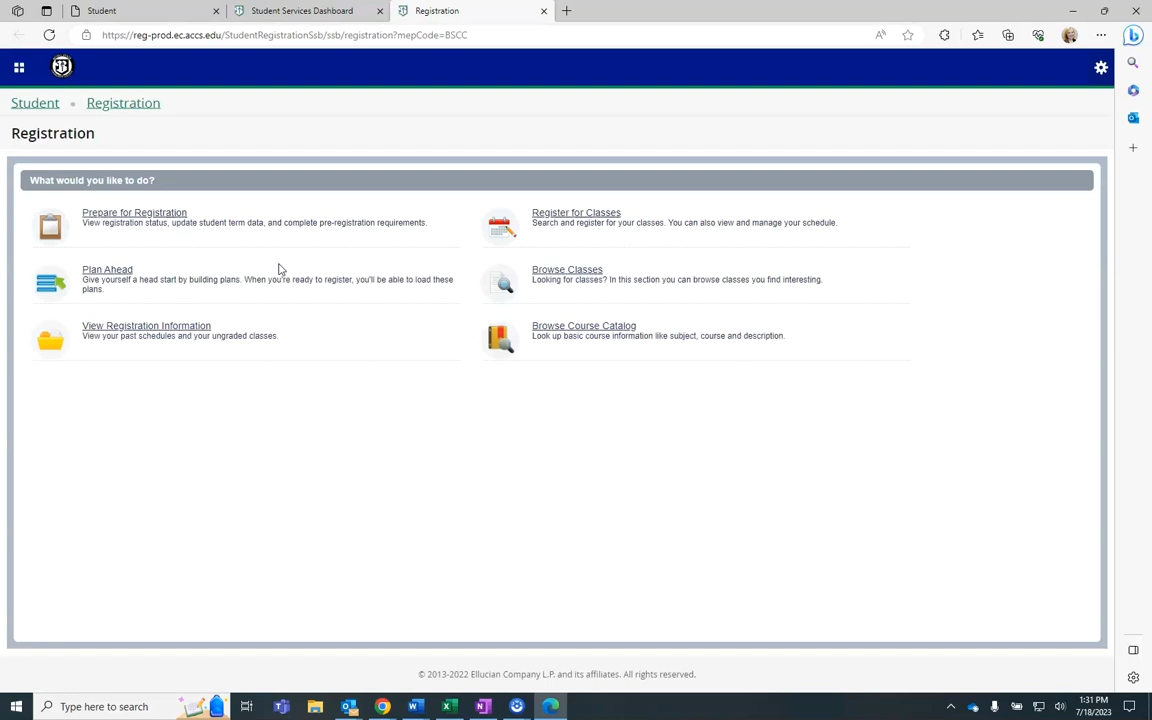 Student
Student Services Dashboard
Registration
https://reg-prod.ec.accs.edu/StudentRegistrationSsb/ssb/registration?mepCode=BSCC
Student • Registration
Registration
What would you like to do?
Prepare for Registration
View registration status, update student term data, and complete pre-registration requirements.
Register for Classes
Search and register for your classes. You can also view and manage your schedule.
Plan Ahead
Give yourself a head start by building plans. When you're ready to register, you'll be able to load these
plans.
Browse Classes
Looking for classes? In this section you can browse classes you find interesting.
View Registration Information
View your past schedules and your ungraded classes.
Browse Course Catalog
Look up basic course information like subject, course and description.
© 2013-2022 Ellucian Company L.P. and its affiliates. All rights reserved.
Type here to search
1:31 PM
7/18/2023